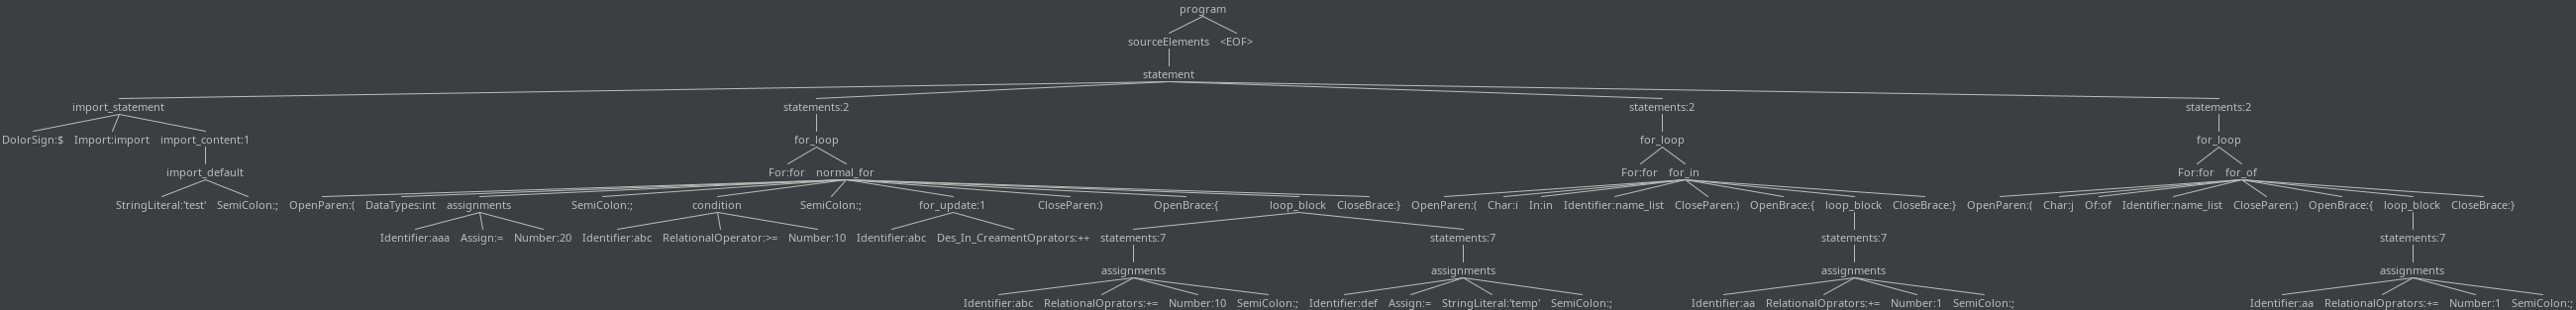 program
sourceElements <EOF>
statement
import_statement statements:2 statements:2 statements:2
DolorSign:$ Import:import import_content:1 for_loop for_loop for_loop
import_default For:for normal_for For:for for_in For:for for_of
StringLiteral:'test' SemiColon:; OpenParen:( DataTypes:int assignments SemiColon:; condition SemiColon:; for_update:1 CloseParen:) OpenBrace:{ loop_block CloseBrace:} OpenParen:( Char:i In:in Identifier:name_list CloseParen:) OpenBrace:{ loop_block CloseBrace:} OpenParen:( Char:j Of:of Identifier:name_list CloseParen:) OpenBrace:{ loop_block CloseBrace:}
Identifier:aaa Assign:= Number:20 Identifier:abc RelationalOperator:>= Number:10 Identifier:abc Des_In_CreamentOprators:++ statements:7 statements:7 statements:7 statements:7
assignments assignments assignments assignments
Identifier:abc RelationalOprators:+= Number:10 SemiColon:; Identifier:def Assign:= StringLiteral:'temp' SemiColon:; Identifier:aa RelationalOprators:+= Number:1 SemiColon:; Identifier:aa RelationalOprators:+= Number:1 SemiColon:;